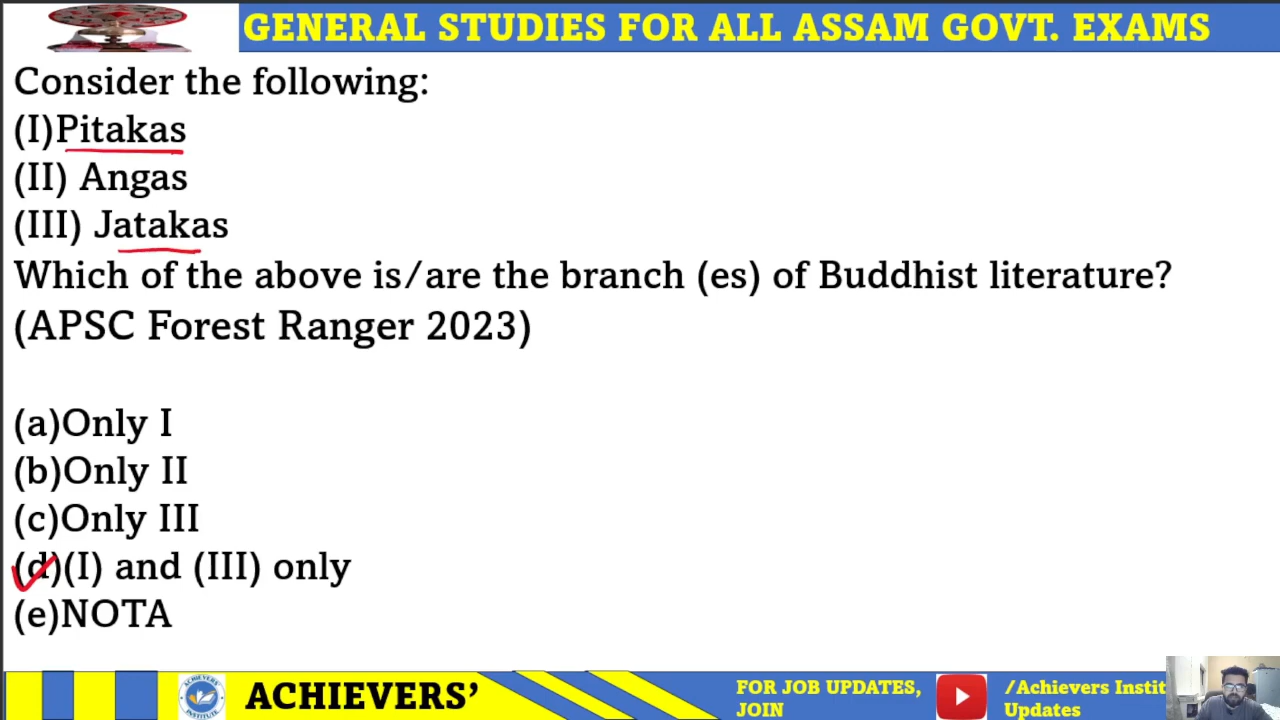 GENERAL STUDIES FOR ALL ASSAM GOVT. EXAMS
Consider the following:
(I)Pitakas
(II) Angas
(III) Jatakas
Which of the above is/are the branch (es) of Buddhist literature?
(APSC Forest Ranger 2023)
(a)Only I
(b)Only II
(c)Only III
(d)(I) and (III) only
(e)NOTA
ACHIEVERS’
FOR JOB UPDATES,
JOIN
/Achievers Instit
Updates